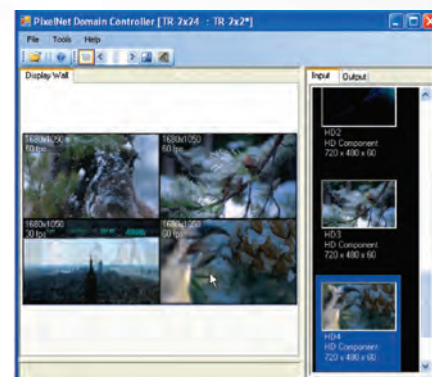 PixelNet Domain Controller [TR-2x24 : TR-2x2*]
File Tools Help
Display Wall
Input Output
1680x1050
60 fps
1680x1050
60 fps
1680x1050
30 fps
1680x1050
60 fps
HD2
HD Component
720 x 480 x 60
HD3
HD Component
720 x 480 x 60
HD4
HD Component
720 x 480 x 60